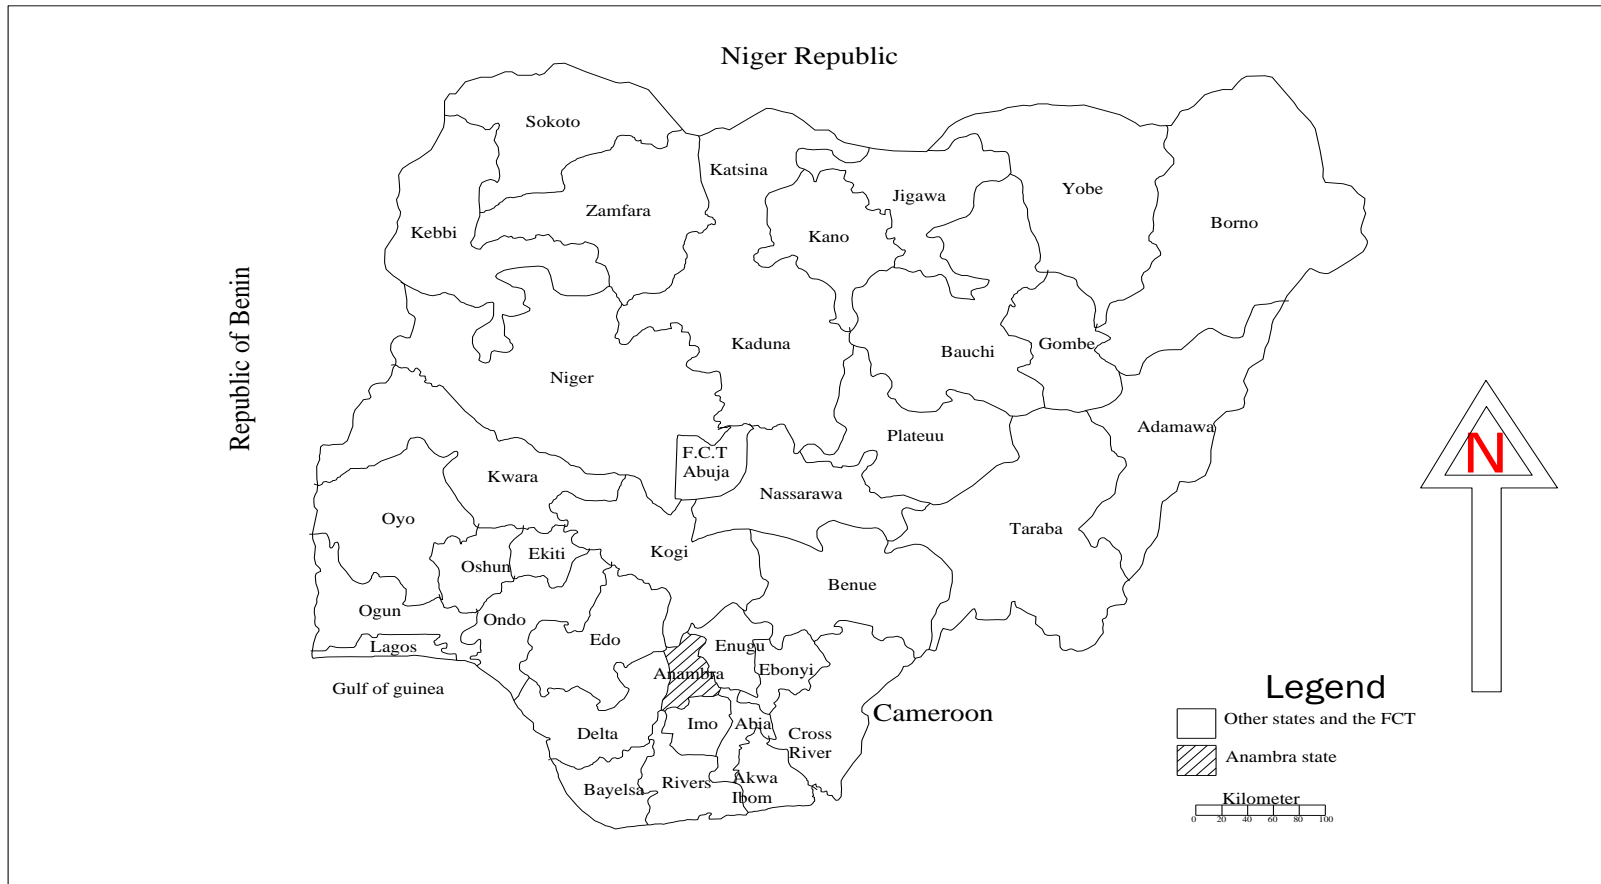 Niger Republic
Sokoto
Katsina
Zamfara
Jigawa
Yobe
Kebbi
Kano
Borno
Republic of Benin
Kaduna
Bauchi
Gombe
Niger
Adamawa
Plateuu
F.C.T
Abuja
Kwara
Nassarawa
Oyo
Taraba
Kogi
Oshun
Ekiti
Benue
Ogun
Ondo
Edo
Enugu
Lagos
Anambra
Ebonyi
Gulf of guinea
Delta
Imo
Abia
Cross
River
Cameroon
Bayelsa
Rivers
Akwa
Ibom
N
Legend
Other states and the FCT
Anambra state
Kilometer
0 20 40 60 80 100